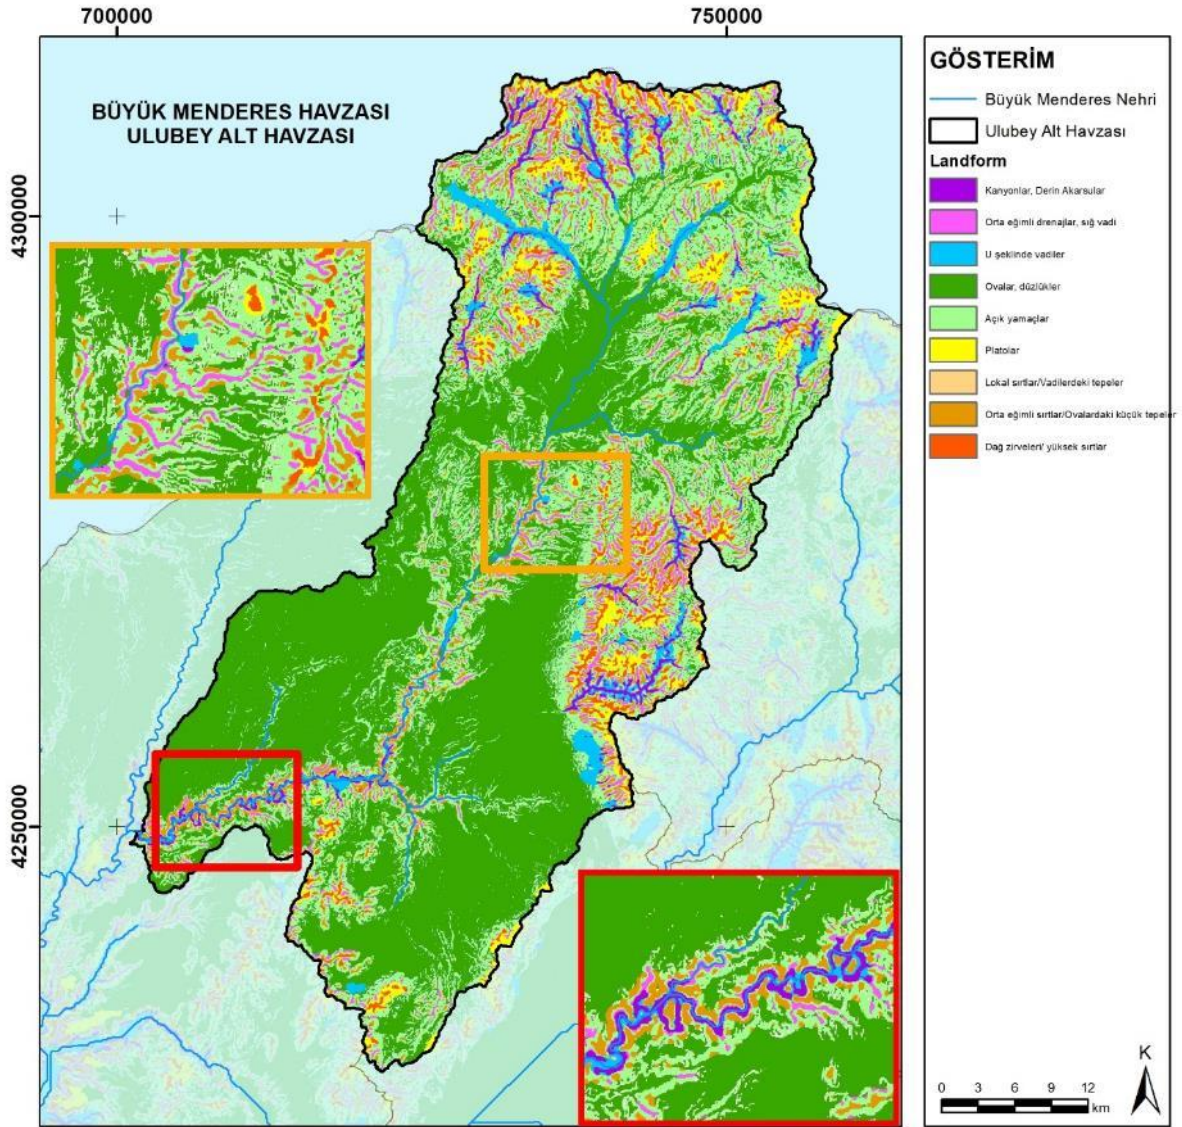 700000
750000
BÜYÜK MENDERES HAVZASI
ULUBEY ALT HAVZASI
4300000
4250000
GÖSTERİM
Büyük Menderes Nehri
Ulubey Alt Havzası
Landform
Kanyonlar, Derin Akarsular
Orta eğimli drenajlar, sığ vadi
U şeklinde vadiler
Ovalar, düzlükler
Açık yamaçlar
Platolar
Lokal sırtlar/Vadilerdeki tepeler
Orta eğimli sırtlar/Ovalardaki küçük tepeler
Dağ zirveleri/ yüksek sırtlar
K
0 3 6 9 12
km